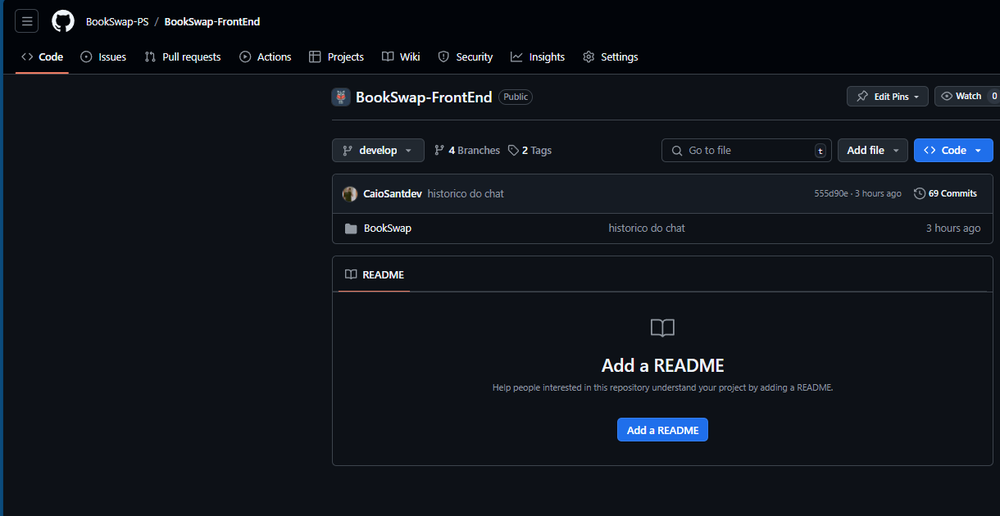 BookSwap-PS / BookSwap-FrontEnd
Code Issues Pull requests Actions Projects Wiki Security Insights Settings
BookSwap-FrontEnd Public Edit Pins Watch 0
develop 4 Branches 2 Tags Go to file t Add file Code
CaioSantdev historico do chat 555d90e · 3 hours ago 69 Commits
BookSwap historico do chat 3 hours ago
README
Add a README
Help people interested in this repository understand your project by adding a README.
Add a README